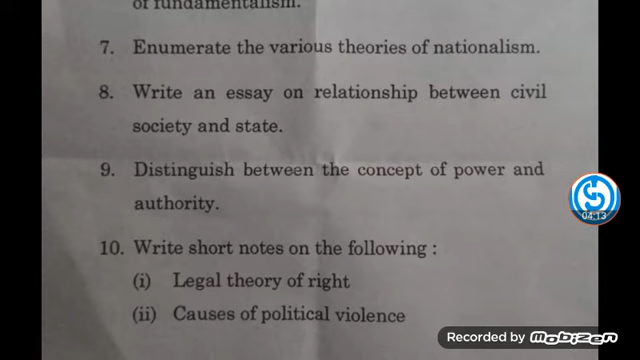 of fundamentalism.
7. Enumerate the various theories of nationalism.
8. Write an essay on relationship between civil
society and state.
9. Distinguish between the concept of power and
authority.
10. Write short notes on the following :
(i) Legal theory of right
(ii) Causes of political violence
04:13
Recorded by mobizen